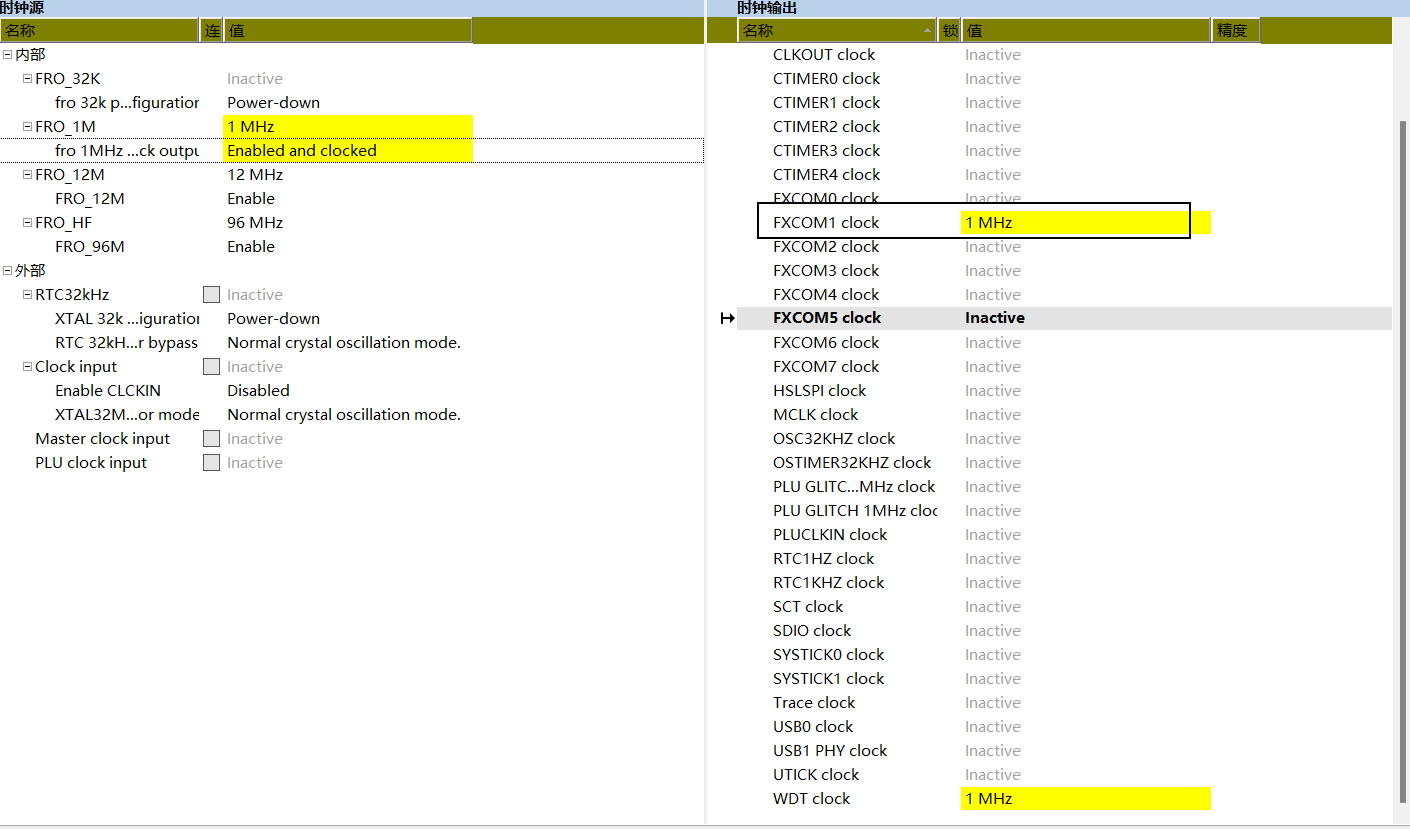 时钟源
名称 连 值
内部
FRO_32K Inactive
fro 32k p...figuration Power-down
FRO_1M 1 MHz
fro 1MHz ...ck outpu Enabled and clocked
FRO_12M 12 MHz
FRO_12M Enable
FRO_HF 96 MHz
FRO_96M Enable
外部
RTC32kHz Inactive
XTAL 32k ...iguration Power-down
RTC 32kH...r bypass Normal crystal oscillation mode.
Clock input Inactive
Enable CLCKIN Disabled
XTAL32M...or mode Normal crystal oscillation mode.
Master clock input Inactive
PLU clock input Inactive
时钟输出
名称 锁 值 精度
CLKOUT clock Inactive
CTIMER0 clock Inactive
CTIMER1 clock Inactive
CTIMER2 clock Inactive
CTIMER3 clock Inactive
CTIMER4 clock Inactive
FXCOM0 clock Inactive
FXCOM1 clock 1 MHz
FXCOM2 clock Inactive
FXCOM3 clock Inactive
FXCOM4 clock Inactive
FXCOM5 clock Inactive
FXCOM6 clock Inactive
FXCOM7 clock Inactive
HSLSPI clock Inactive
MCLK clock Inactive
OSC32KHZ clock Inactive
OSTIMER32KHZ clock Inactive
PLU GLITC...MHz clock Inactive
PLU GLITCH 1MHz cloc Inactive
PLUCLKIN clock Inactive
RTC1HZ clock Inactive
RTC1KHZ clock Inactive
SCT clock Inactive
SDIO clock Inactive
SYSTICK0 clock Inactive
SYSTICK1 clock Inactive
Trace clock Inactive
USB0 clock Inactive
USB1 PHY clock Inactive
UTICK clock Inactive
WDT clock 1 MHz